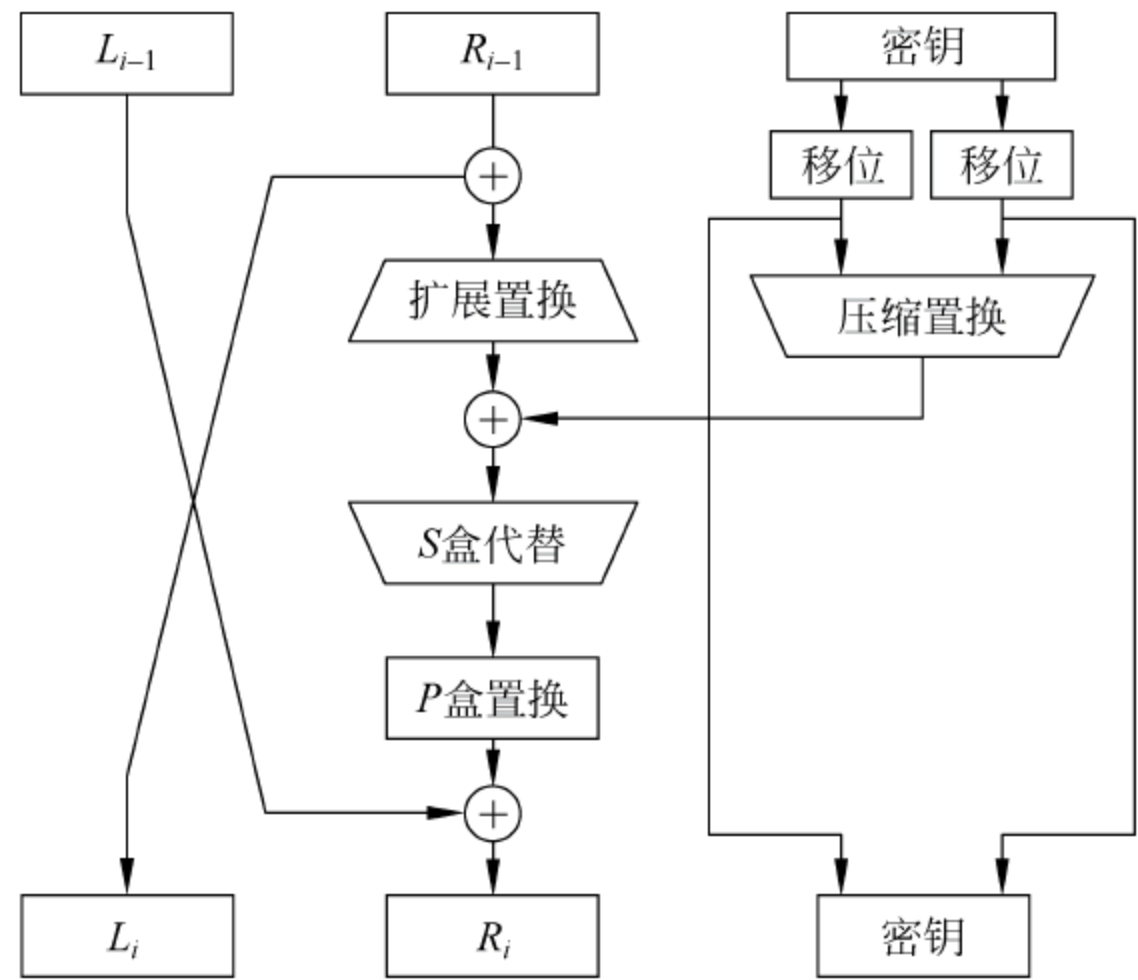 L_{i-1}
R_{i-1}
密钥
移位
移位
+
扩展置换
压缩置换
+
S盒代替
P盒置换
+
L_i
R_i
密钥